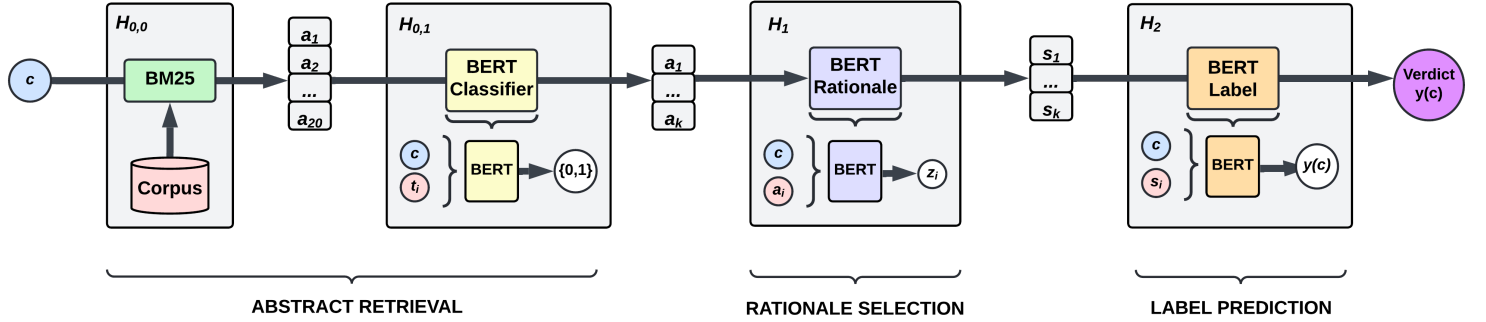 c
H0,0
BM25
Corpus
a1
a2
...
a20
H0,1
BERT
Classifier
c
ti
BERT
{0,1}
a1
...
ak
H1
BERT
Rationale
c
ai
BERT
zi
s1
...
sk
H2
BERT
Label
c
si
BERT
y(c)
Verdict
y(c)
ABSTRACT RETRIEVAL
RATIONALE SELECTION
LABEL PREDICTION